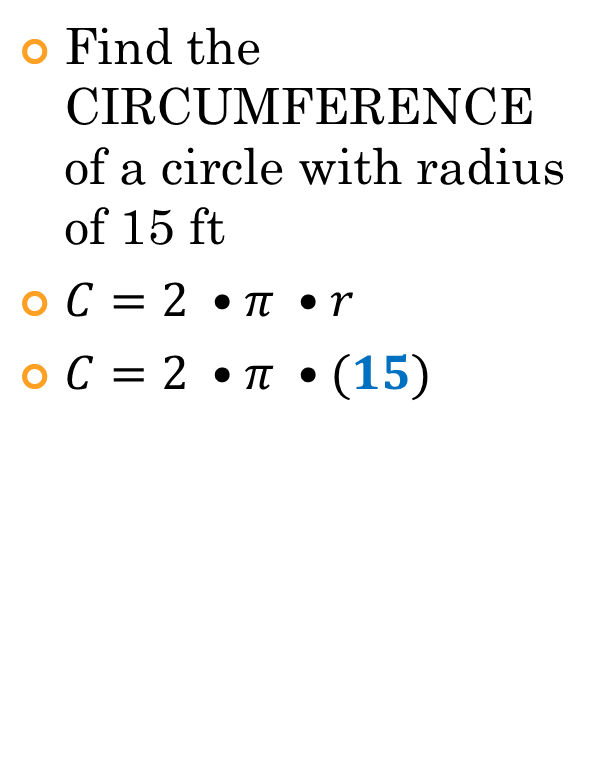 Find the
CIRCUMFERENCE
of a circle with radius
of 15 ft
C = 2 • π • r
C = 2 • π • (15)